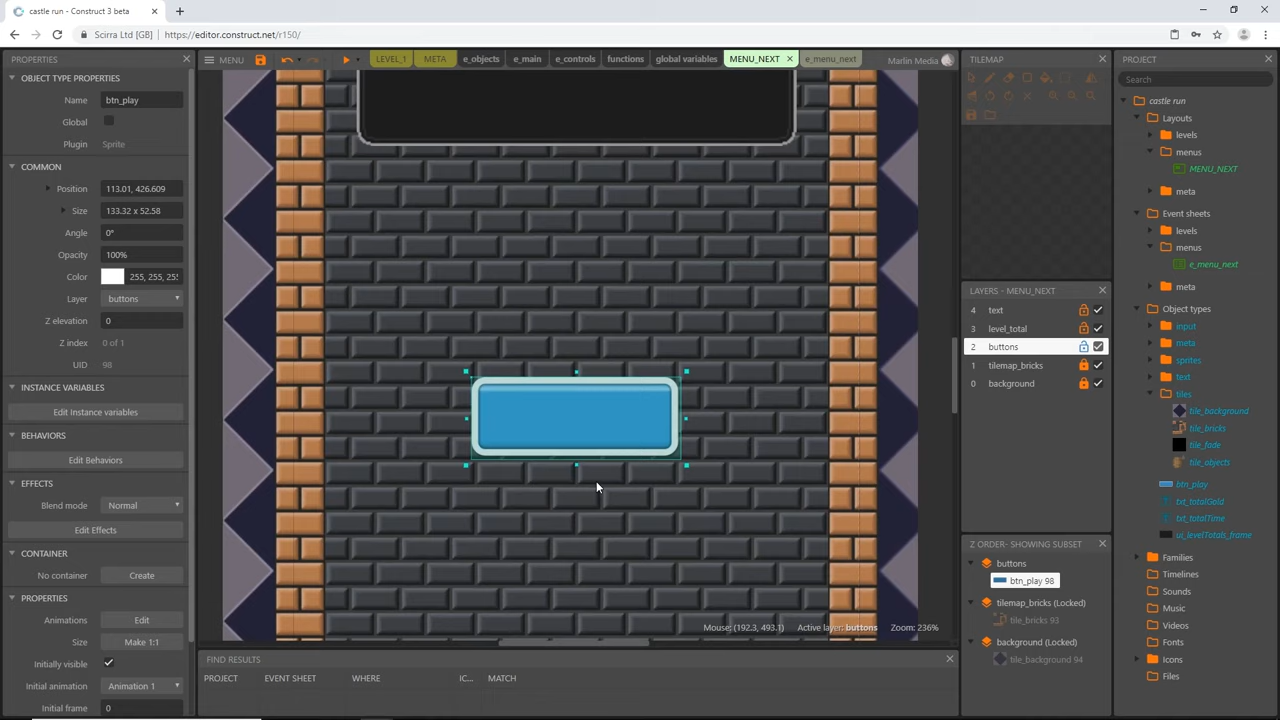 castle run - Construct 3 beta
Scirra Ltd [GB] https://editor.construct.net/r150/
PROPERTIES
MENU
LEVEL_1
META
e_objects
e_main
e_controls
functions
global variables
MENU_NEXT
e_menu_next
Marlin Media
TILEMAP
PROJECT
OBJECT TYPE PROPERTIES
Name btn_play
Global
Plugin Sprite
COMMON
Position 113.01, 426.609
Size 133.32 x 52.58
Angle 0°
Opacity 100%
Color 255, 255, 255
Layer buttons
Z elevation 0
Z index 0 of 1
UID 98
INSTANCE VARIABLES
Edit Instance variables
BEHAVIORS
Edit Behaviors
EFFECTS
Blend mode Normal
Edit Effects
CONTAINER
No container Create
PROPERTIES
Animations Edit
Size Make 1:1
Initially visible
Initial animation Animation 1
Initial frame 0
Mouse: (192.3, 493.1) Active layer: buttons Zoom: 236%
FIND RESULTS
PROJECT EVENT SHEET WHERE IC... MATCH
LAYERS - MENU_NEXT
4 text
3 level_total
2 buttons
1 tilemap_bricks
0 background
Z ORDER- SHOWING SUBSET
buttons
btn_play 98
tilemap_bricks (Locked)
tile_bricks 93
background (Locked)
tile_background 94
Search
castle run
Layouts
levels
menus
MENU_NEXT
meta
Event sheets
levels
menus
e_menu_next
meta
Object types
input
meta
sprites
text
tiles
tile_background
tile_bricks
tile_fade
tile_objects
btn_play
txt_totalGold
txt_totalTime
ui_levelTotals_frame
Families
Timelines
Sounds
Music
Videos
Fonts
Icons
Files